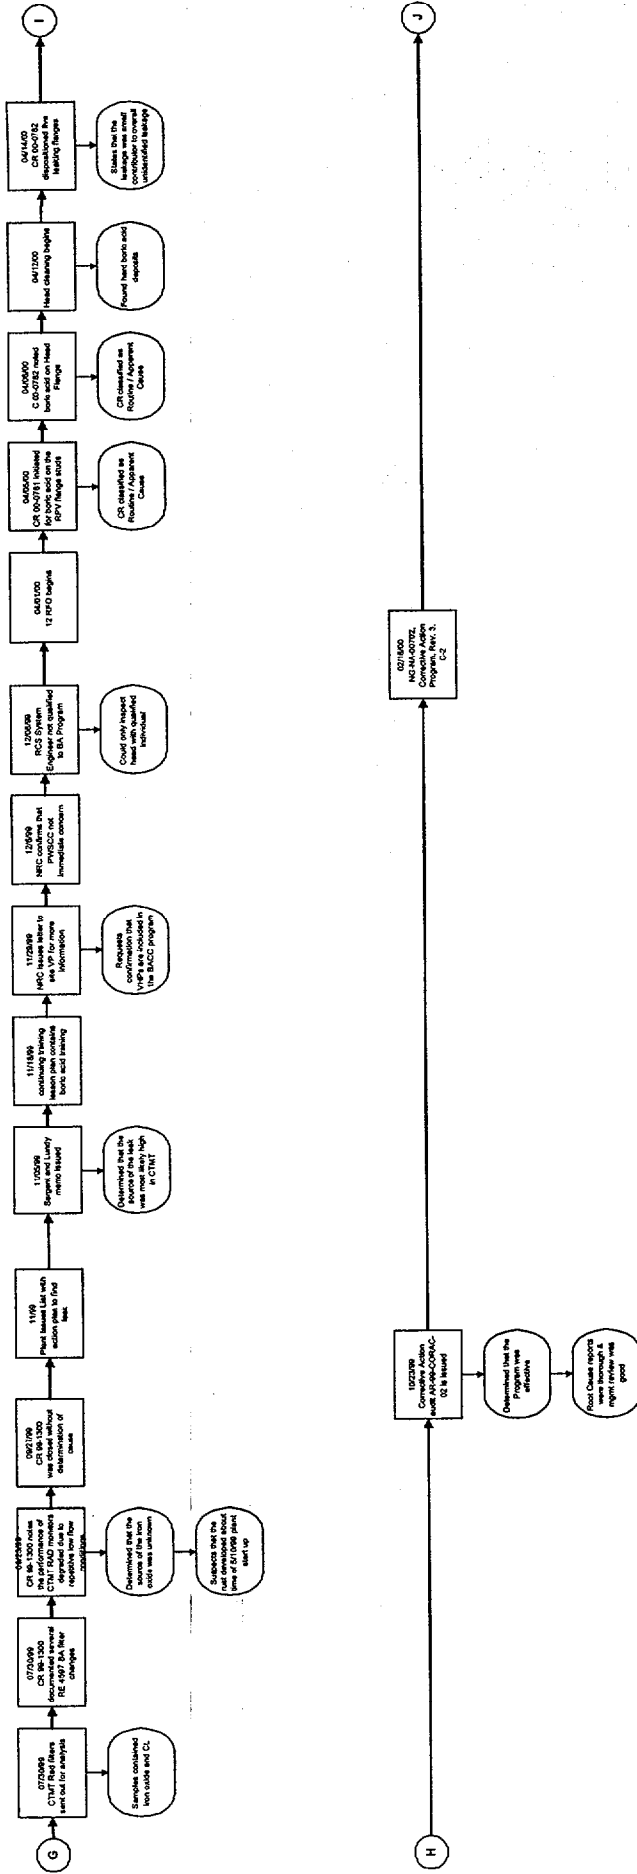 G
07/30/99
CTMT Rad filters
sent out for analysis
Samples contained
iron oxide and CL
07/30/99
CR 99-1300
documented several
RE 4597 BA filter
changes
CR 99-1300 notes
the performance of
CTMT RAD monitors
degraded due to
repetitive low flow
conditions
Determined that the
source of the iron
oxide was unknown
Suspects that the
rust developed about
time of 5/10/99 plant
start up
09/21/99
CR 99-1300
was closed without
determination of
cause
11/99
Plant Issues List with
action plan to find
leak
11/05/99
Sargent and Lundy
memo issued
Determined that the
source of the leak
was most likely high
in CTMT
11/18/99
continuing training
lesson plan contains
boric acid training
11/29/99
NRC issues letter to
site VP for more
information
Requests
confirmation that
VHPs are included in
the BACC program
12/6/99
NRC confirms that
PWSCC not
immediate concern
12/08/99
RCS System
Engineer not qualified
to BA Program
Could only inspect
head with qualified
individual
04/01/00
12 RFO begins
04/05/00
CR 00-0781 initiated
for boric acid on the
RPV flange studs
CR classified as
Routine / Apparent
Cause
04/06/00
C 00-0782 noted
boric acid on Head
Flange
CR classified as
Routine / Apparent
Cause
04/12/00
Head cleaning begins
Found hard boric acid
deposits
04/14/00
CR 00-0782
dispositioned five
leaking flanges
States that the
leakage was small
contributor to overall
unidentified leakage
I
H
10/23/99
Corrective Action
audit AR-99-CORAC-
02 is issued
Determined that the
Program was
effective
Root Cause reports
were thorough &
mgmt review was
good
02/18/00
NG-NA-00702,
Corrective Action
Program, Rev. 3,
C-2
J